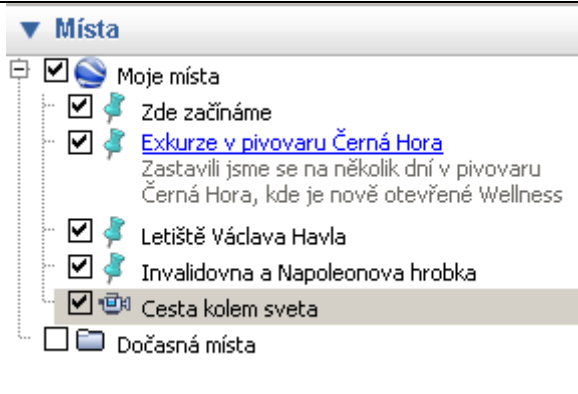 Místa
Moje místa
Zde začínáme
Exkurze v pivovaru Černá Hora
Zastavili jsme se na několik dní v pivovaru
Černá Hora, kde je nově otevřené Wellness
Letiště Václava Havla
Invalidovna a Napoleonova hrobka
Cesta kolem sveta
Dočasná místa